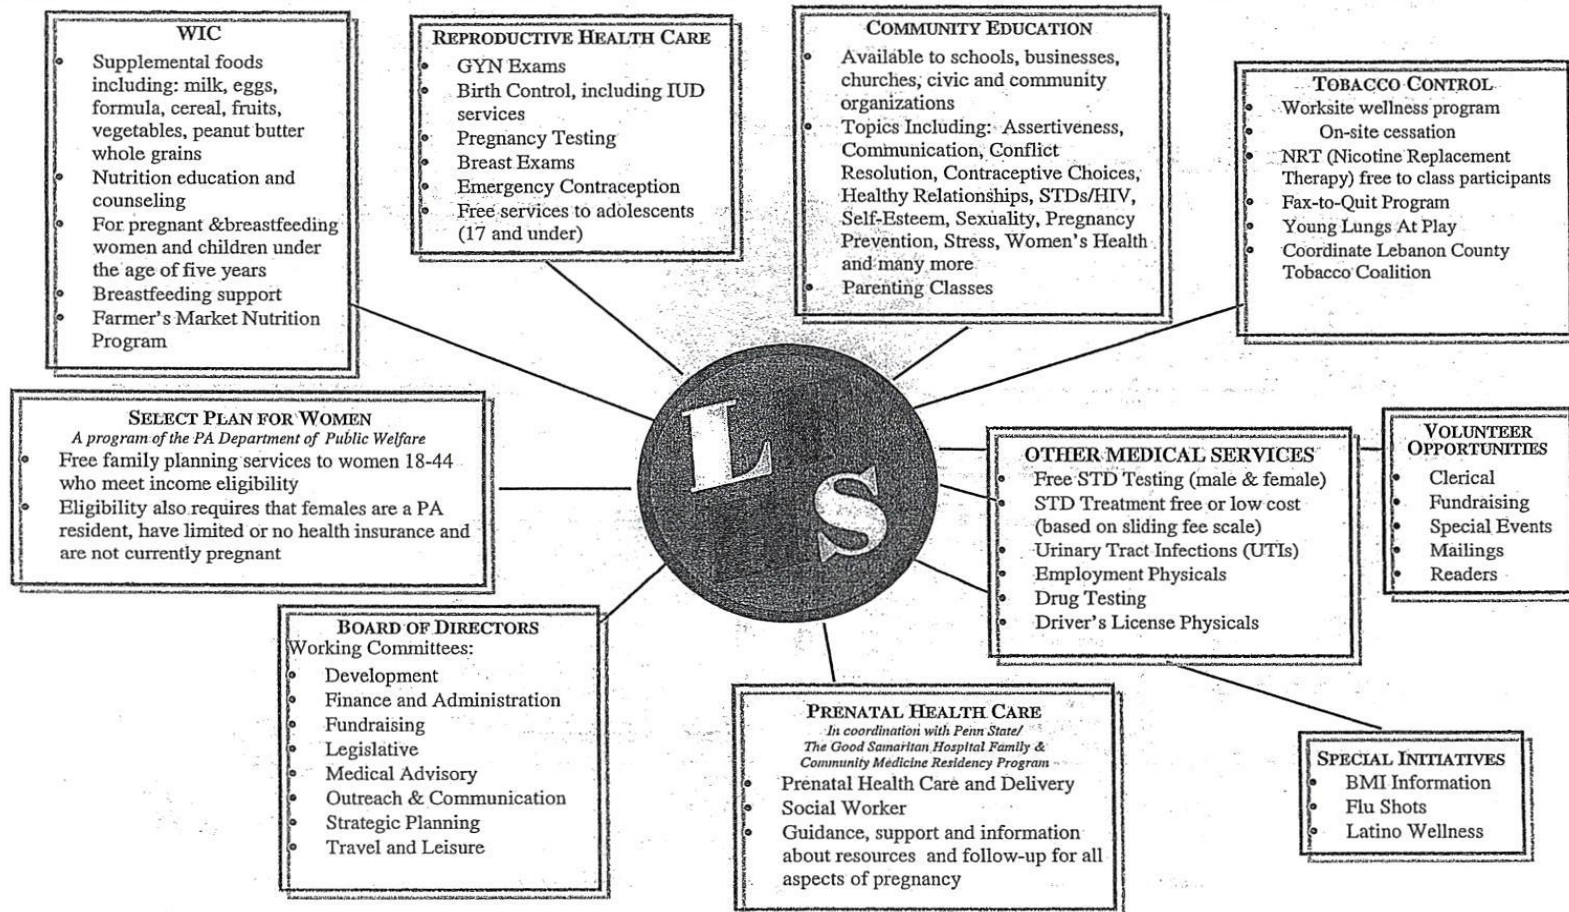 WIC
Supplemental foods
including: milk, eggs,
formula, cereal, fruits,
vegetables, peanut butter
whole grains
Nutrition education and
counseling
For pregnant &breastfeeding
women and children under
the age of five years
Breastfeeding support
Farmer's Market Nutrition
Program
REPRODUCTIVE HEALTH CARE
GYN Exams
Birth Control, including IUD
services
Pregnancy Testing
Breast Exams
Emergency Contraception
Free services to adolescents
(17 and under)
COMMUNITY EDUCATION
Available to schools, businesses,
churches, civic and community
organizations
Topics Including: Assertiveness,
Communication, Conflict
Resolution, Contraceptive Choices,
Healthy Relationships, STDs/HIV,
Self-Esteem, Sexuality, Pregnancy
Prevention, Stress, Women's Health
and many more
Parenting Classes
TOBACCO CONTROL
Worksite wellness program
On-site cessation
NRT (Nicotine Replacement
Therapy) free to class participants
Fax-to-Quit Program
Young Lungs At Play
Coordinate Lebanon County
Tobacco Coalition
SELECT PLAN FOR WOMEN
A program of the PA Department of Public Welfare
Free family planning services to women 18-44
who meet income eligibility
Eligibility also requires that females are a PA
resident, have limited or no health insurance and
are not currently pregnant
L
S
OTHER MEDICAL SERVICES
Free STD Testing (male & female)
STD Treatment free or low cost
(based on sliding fee scale)
Urinary Tract Infections (UTIs)
Employment Physicals
Drug Testing
Driver's License Physicals
VOLUNTEER
OPPORTUNITIES
Clerical
Fundraising
Special Events
Mailings
Readers
BOARD OF DIRECTORS
Working Committees:
Development
Finance and Administration
Fundraising
Legislative
Medical Advisory
Outreach & Communication
Strategic Planning
Travel and Leisure
PRENATAL HEALTH CARE
In coordination with Penn State/
The Good Samaritan Hospital Family &
Community Medicine Residency Program
Prenatal Health Care and Delivery
Social Worker
Guidance, support and information
about resources and follow-up for all
aspects of pregnancy
SPECIAL INITIATIVES
BMI Information
Flu Shots
Latino Wellness